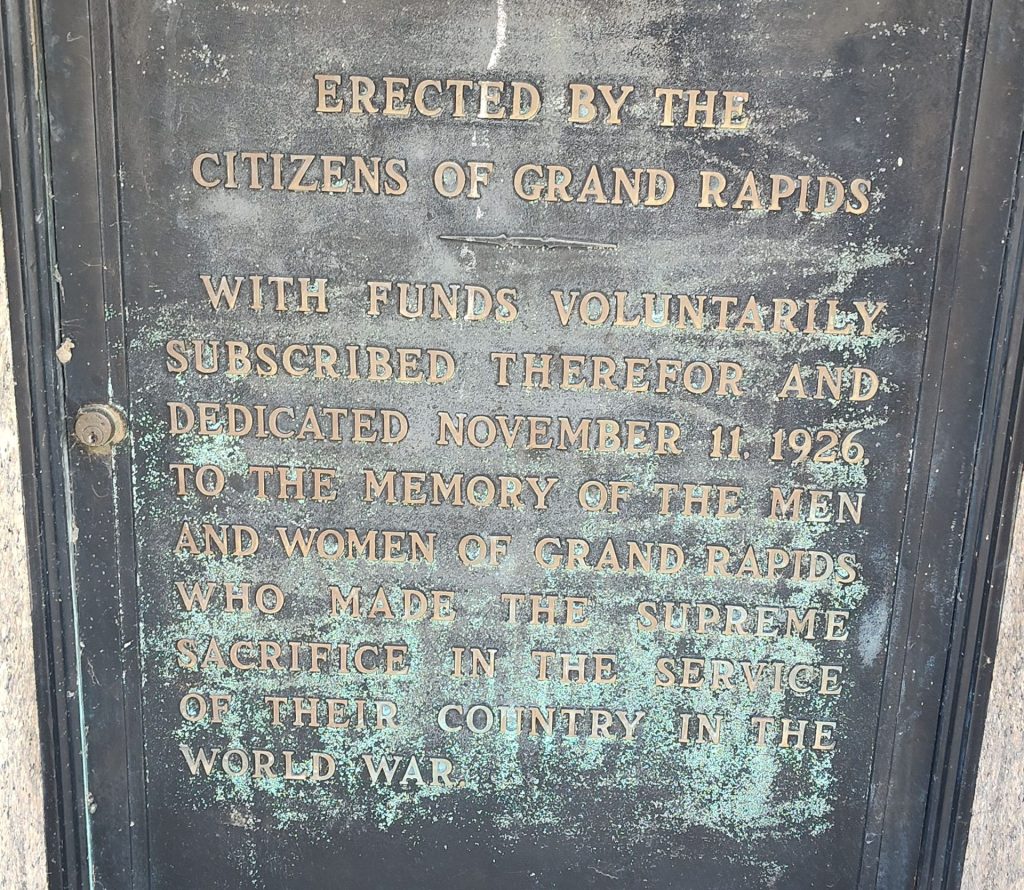 ERECTED BY THE
CITIZENS OF GRAND RAPIDS
WITH FUNDS VOLUNTARILY
SUBSCRIBED THEREFOR AND
DEDICATED NOVEMBER 11. 1926.
TO THE MEMORY OF THE MEN
AND WOMEN OF GRAND RAPIDS
WHO MADE THE SUPREME
SACRIFICE IN THE SERVICE
OF THEIR COUNTRY IN THE
WORLD WAR.